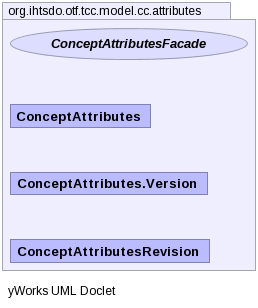 org.ihtsdo.otf.tcc.model.cc.attributes
ConceptAttributesFacade
ConceptAttributes
ConceptAttributes.Version
ConceptAttributesRevision
yWorks UML Doclet